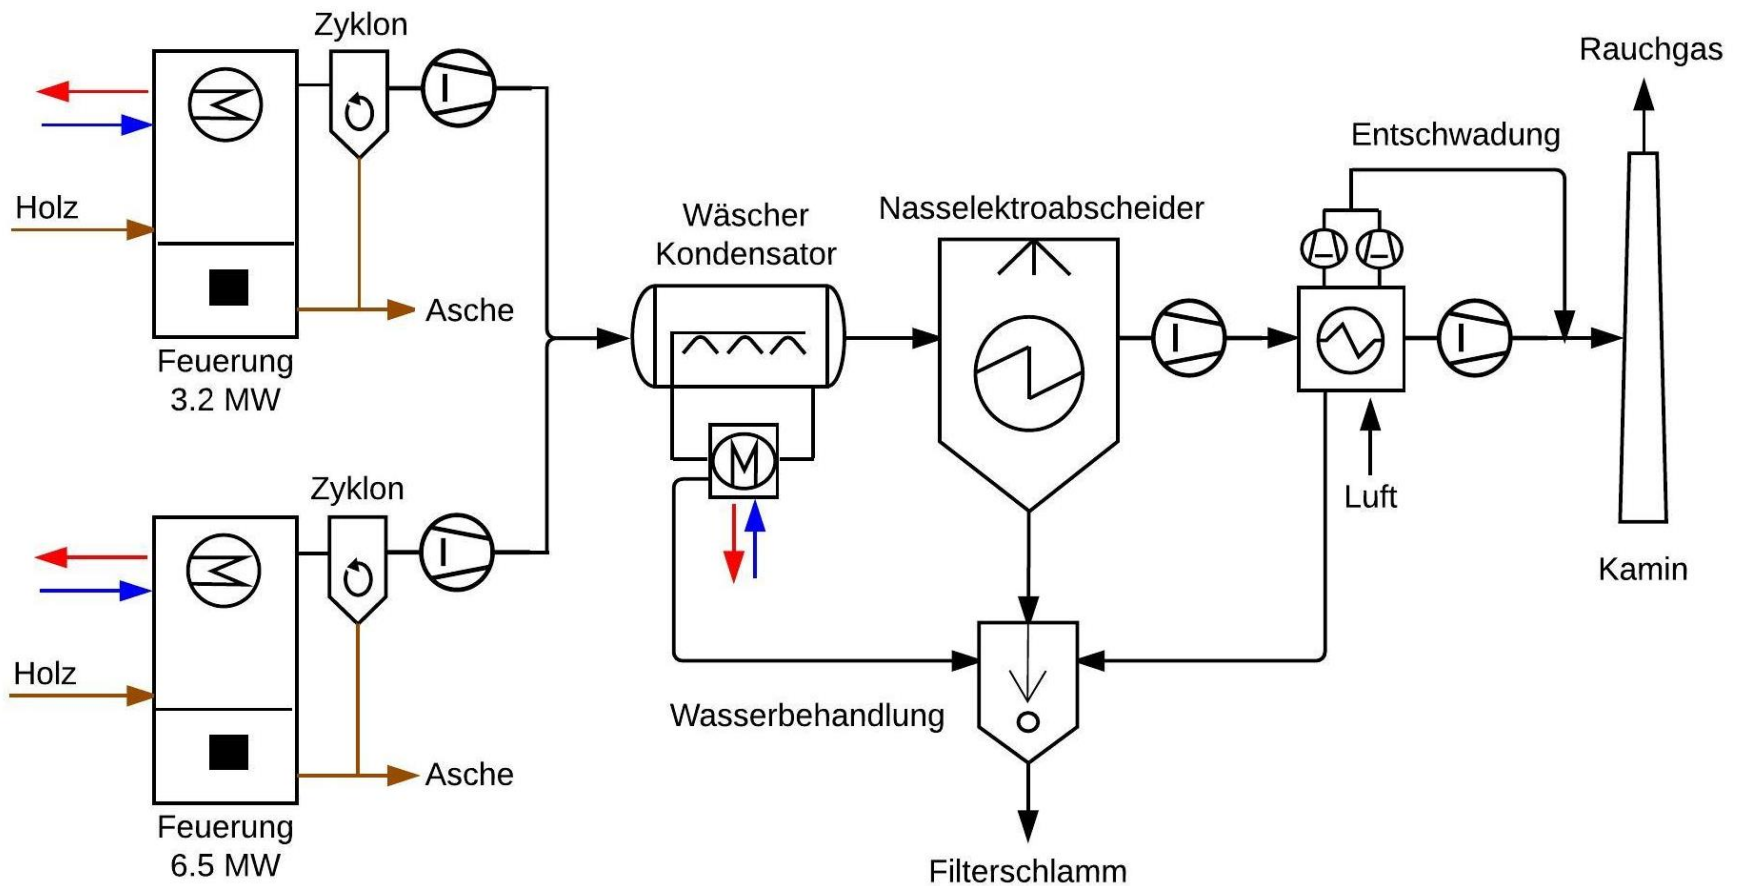 Zyklon
Rauchgas
Entschwadung
Holz
Wäscher
Kondensator
Nasselektroabscheider
Asche
Feuerung
3.2 MW
Zyklon
Luft
Kamin
Holz
Wasserbehandlung
Asche
Feuerung
6.5 MW
Filterschlamm